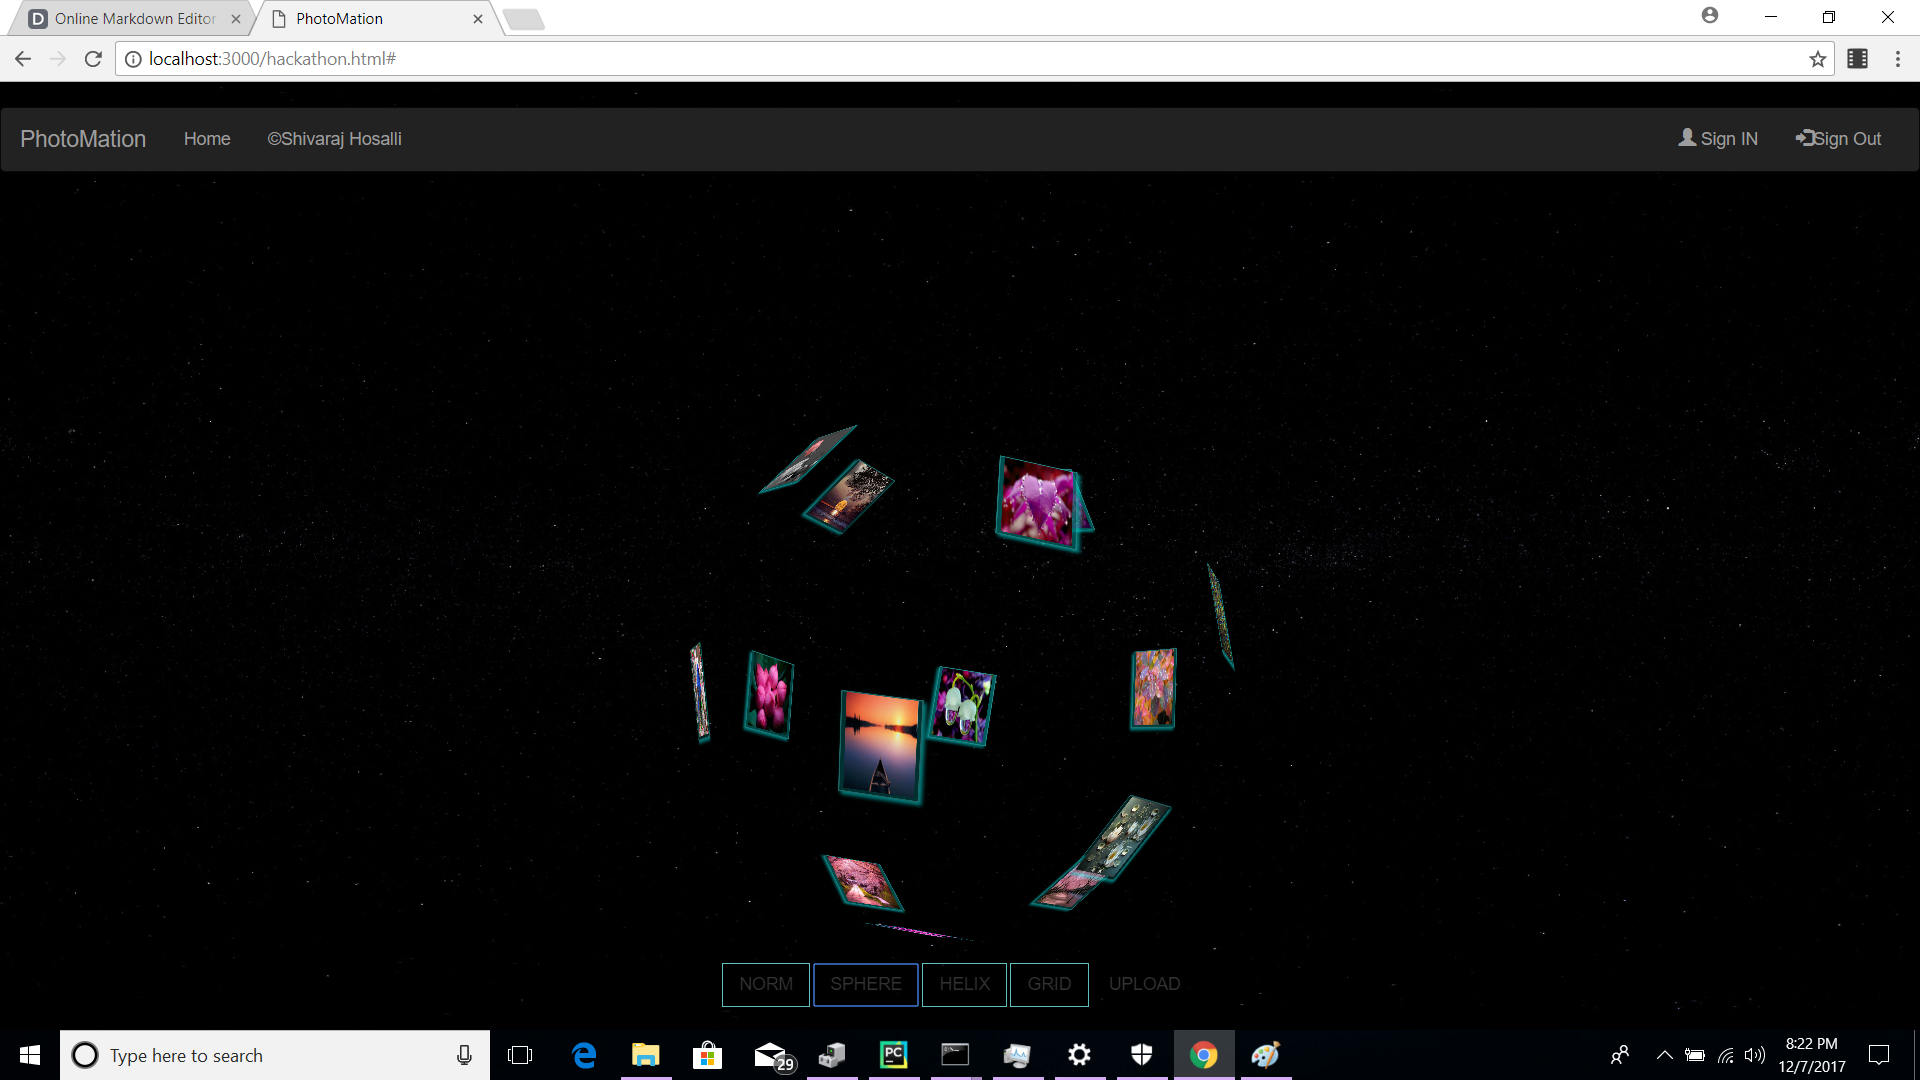 Online Markdown Editor
PhotoMation
localhost:3000/hackathon.html#
PhotoMation Home ©Shivaraj Hosalli Sign IN Sign Out
NORM SPHERE HELIX GRID UPLOAD
Type here to search
29
PC
8:22 PM
12/7/2017